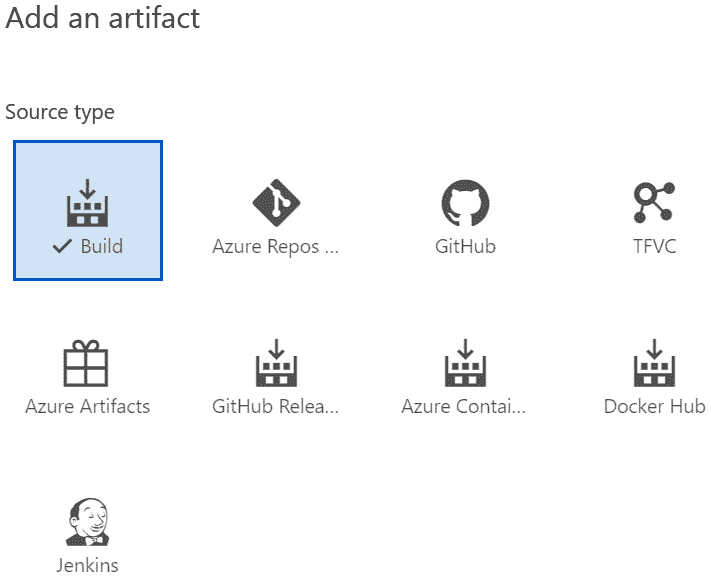 Add an artifact
Source type
Build
Azure Repos ...
GitHub
TFVC
Azure Artifacts
GitHub Relea...
Azure Contai...
Docker Hub
Jenkins